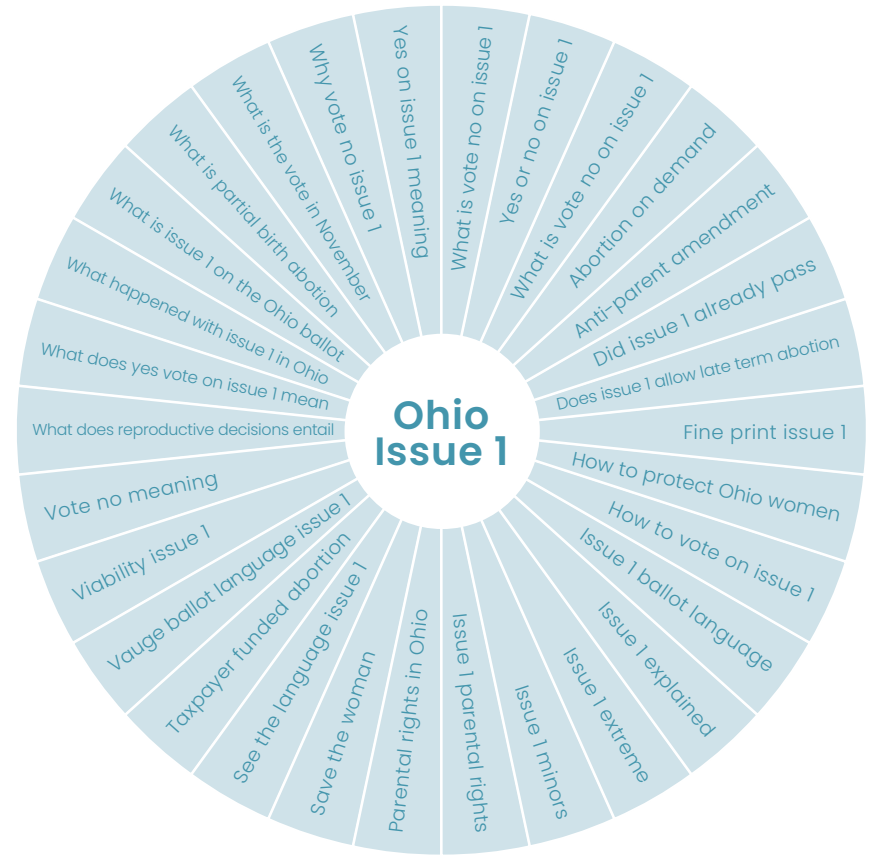 Ohio
Issue 1
What is vote no on issue 1
Yes or no on issue 1
What is vote no on issue 1
Abortion on demand
Anti-parent amendment
Did issue 1 already pass
Does issue 1 allow late term abotion
Fine print issue 1
How to protect Ohio women
How to vote on issue 1
Issue 1 ballot language
Issue 1 explained
Issue 1 extreme
Issue 1 minors
Issue 1 parental rights
Parental rights in Ohio
Save the woman
See the language issue 1
Taxpayer funded abortion
Vauge ballot language issue 1
Viability issue 1
Vote no meaning
What does reproductive decisions entail
What does yes vote on issue 1 mean
What happened with issue 1 in Ohio
What is issue 1 on the Ohio ballot
What is partial birth abotion
What is the vote in November
Why vote no issue 1
Yes on issue 1 meaning